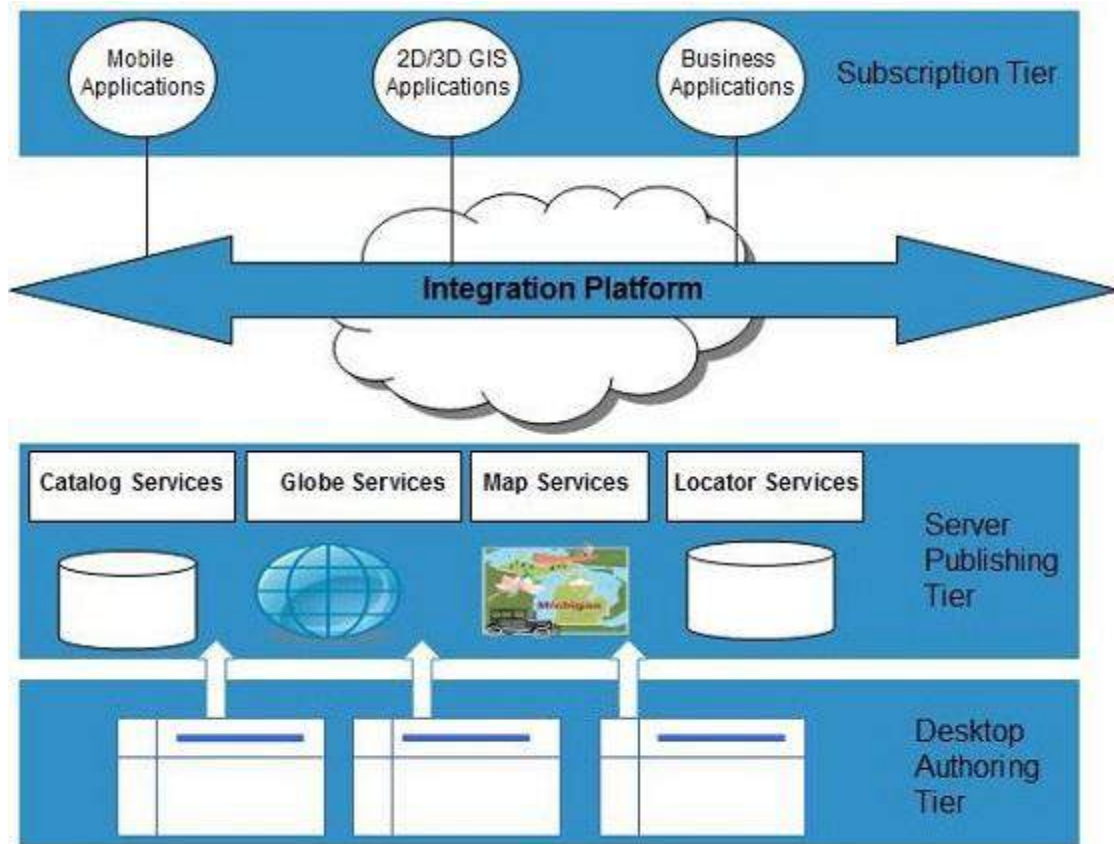 Mobile
Applications
2D/3D GIS
Applications
Business
Applications
Subscription Tier
Integration Platform
Catalog Services
Globe Services
Map Services
Locator Services
Michigan
Server
Publishing
Tier
Desktop
Authoring
Tier